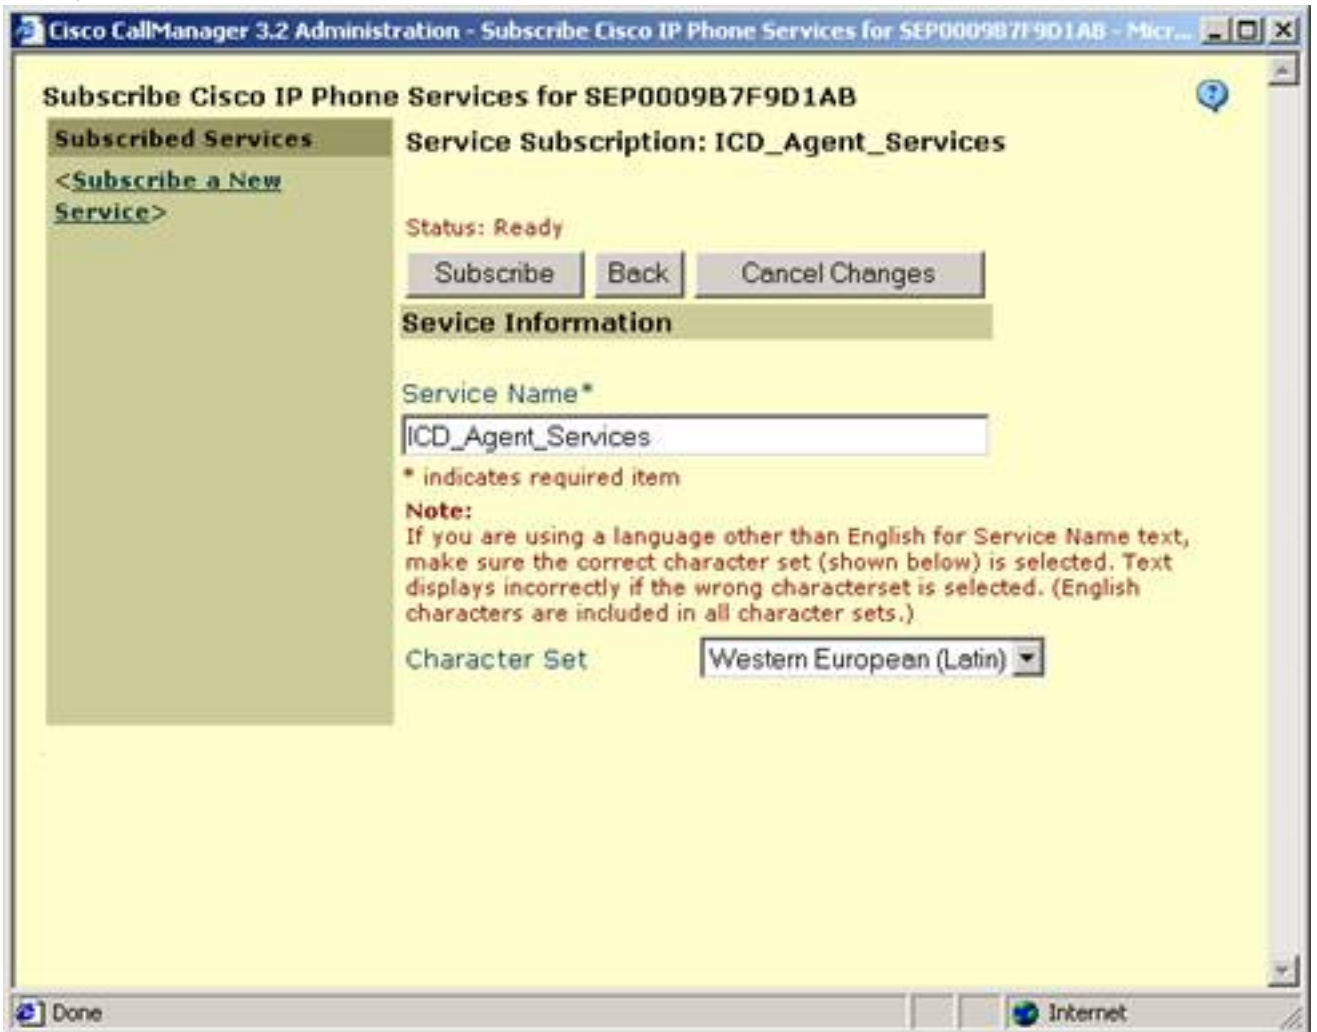 Cisco CallManager 3.2 Administration - Subscribe Cisco IP Phone Services for SEP0009B7F9D1AB - Micr...
Subscribe Cisco IP Phone Services for SEP0009B7F9D1AB
Subscribed Services
<Subscribe a New
Service>
Service Subscription: ICD_Agent_Services
Status: Ready
Subscribe Back Cancel Changes
Sevice Information
Service Name*
ICD_Agent_Services
* indicates required item
Note:
If you are using a language other than English for Service Name text,
make sure the correct character set (shown below) is selected. Text
displays incorrectly if the wrong characterset is selected. (English
characters are included in all character sets.)
Character Set Western European (Latin)
Done Internet